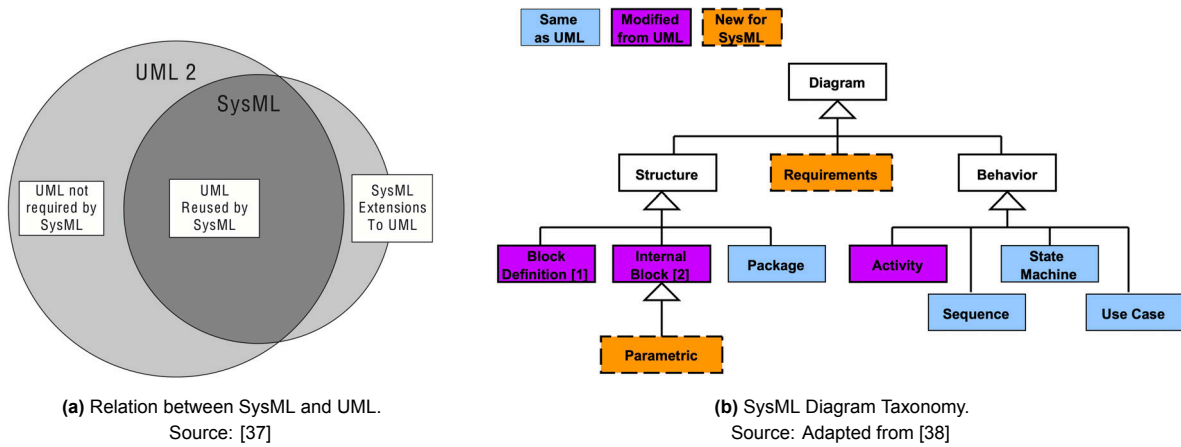 UML 2
SysML
UML not
required by
SysML
UML
Reused by
SysML
SysML
Extensions
To UML
(a) Relation between SysML and UML.
Source: [37]
Same
as UML
Modified
from UML
New for
SysML
Diagram
Structure
Requirements
Behavior
Block
Definition [1]
Internal
Block [2]
Package
Activity
State
Machine
Sequence
Use Case
Parametric
(b) SysML Diagram Taxonomy.
Source: Adapted from [38]